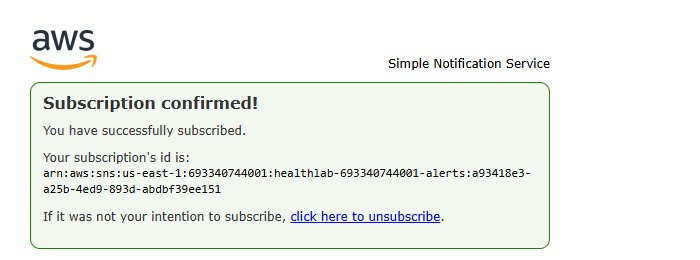 aws
Simple Notification Service
Subscription confirmed!
You have successfully subscribed.
Your subscription's id is:
arn:aws:sns:us-east-1:693340744001:healthlab-693340744001-alerts:a93418e3-
a25b-4ed9-893d-abdbf39ee151
If it was not your intention to subscribe, click here to unsubscribe.